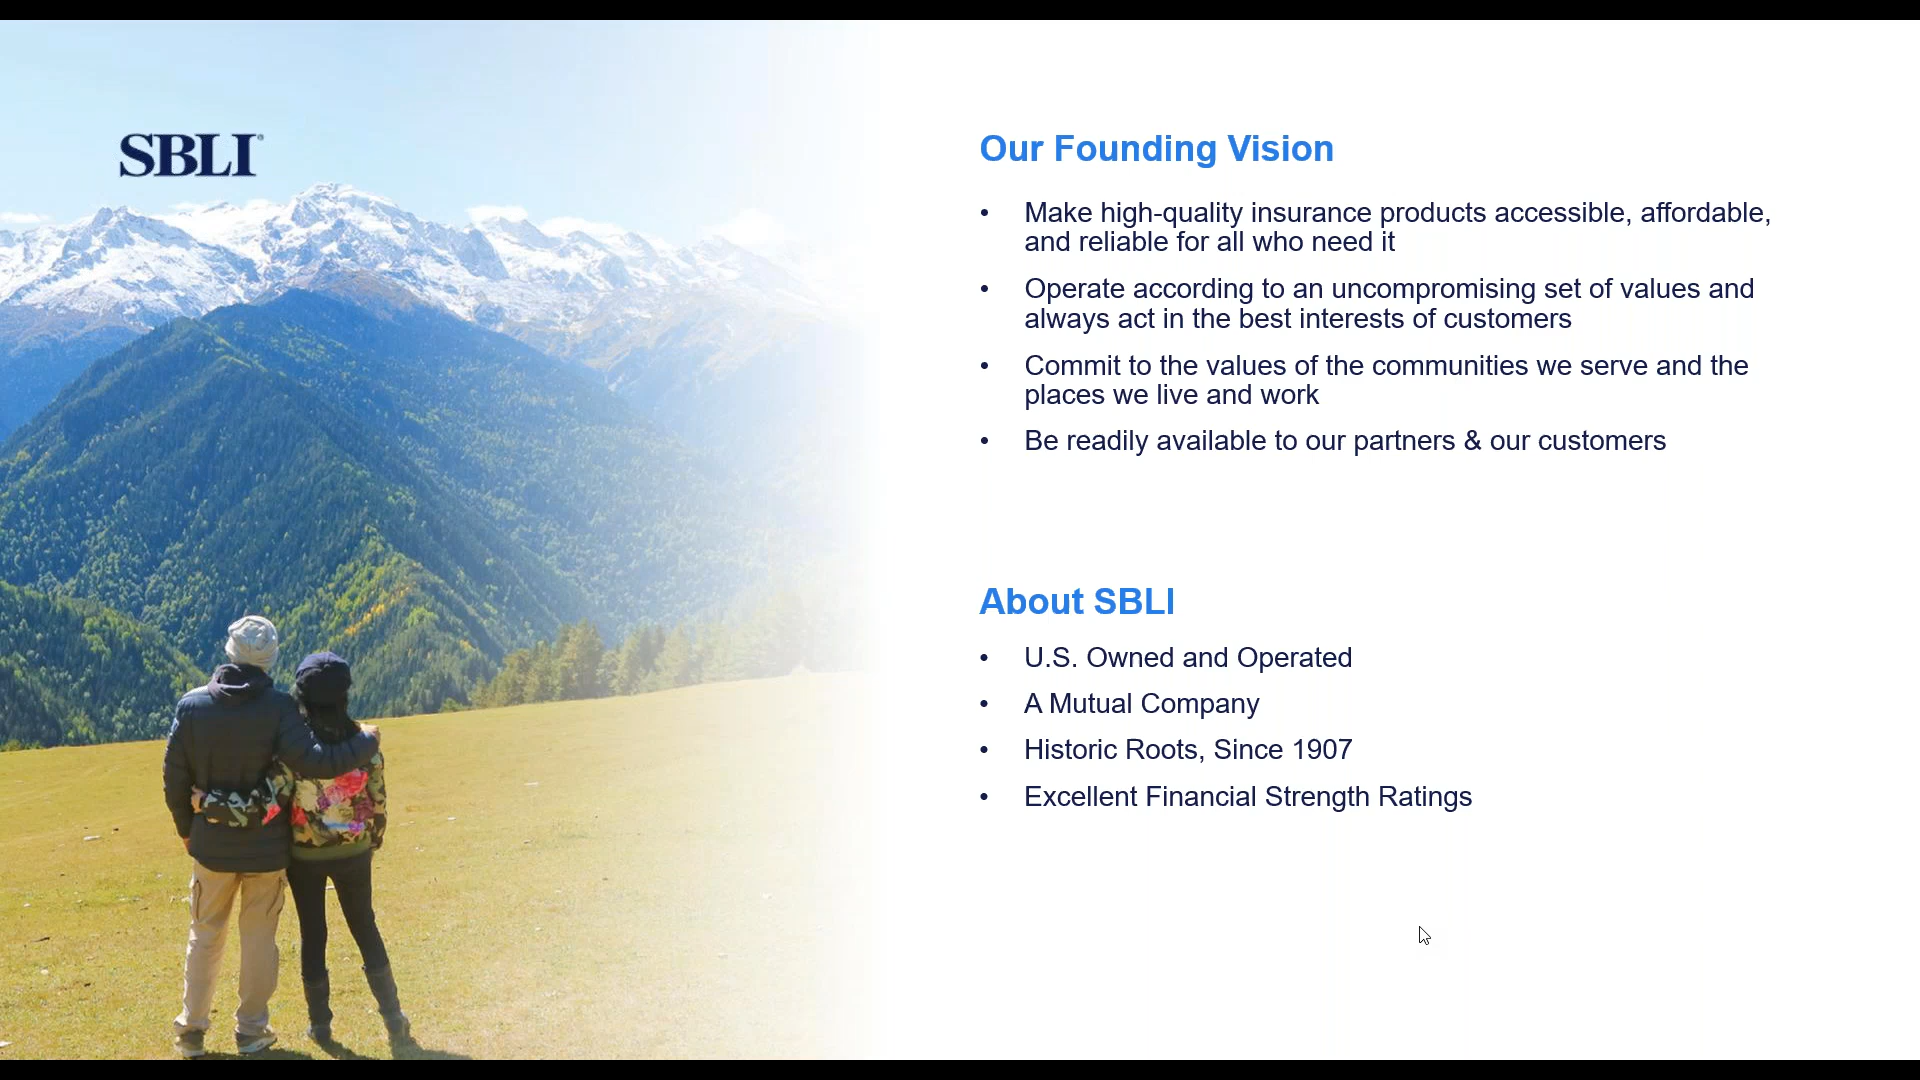 SBLI®
Our Founding Vision
• Make high-quality insurance products accessible, affordable,
and reliable for all who need it
• Operate according to an uncompromising set of values and
always act in the best interests of customers
• Commit to the values of the communities we serve and the
places we live and work
• Be readily available to our partners & our customers
About SBLI
• U.S. Owned and Operated
• A Mutual Company
• Historic Roots, Since 1907
• Excellent Financial Strength Ratings